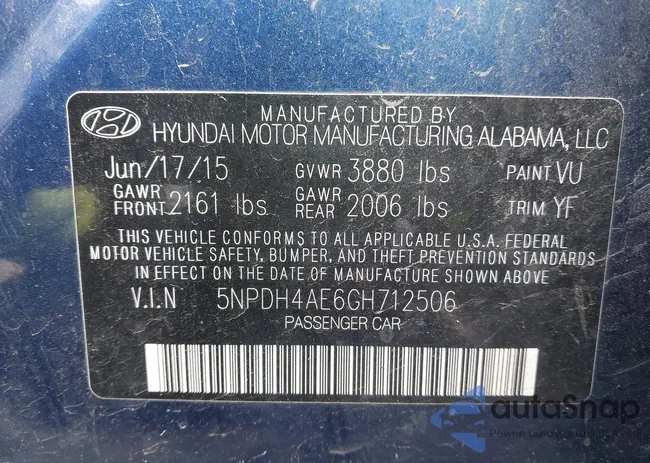 MANUFACTURED BY
HYUNDAI MOTOR MANUFACTURING ALABAMA, LLC
Jun/17/15 GVWR 3880 lbs PAINT VU
GAWR FRONT 2161 lbs GAWR REAR 2006 lbs TRIM YF
THIS VEHICLE CONFORMS TO ALL APPLICABLE U.S.A. FEDERAL
MOTOR VEHICLE SAFETY, BUMPER, AND THEFT PREVENTION STANDARDS
IN EFFECT ON THE DATE OF MANUFACTURE SHOWN ABOVE
V.I.N 5NPDH4AE6GH712506
PASSENGER CAR
autoSnap